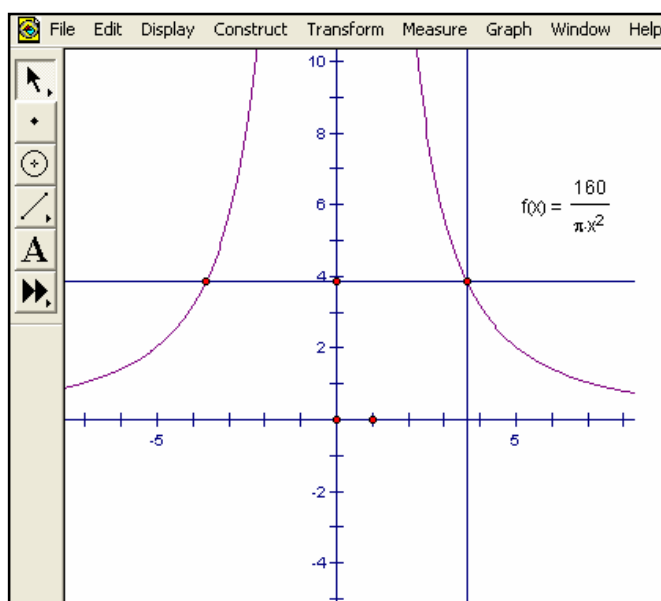 File Edit Display Construct Transform Measure Graph Window Help
A
10
8
6
4
2
-2
-4
-5
5
f(x) = 160
π·x²